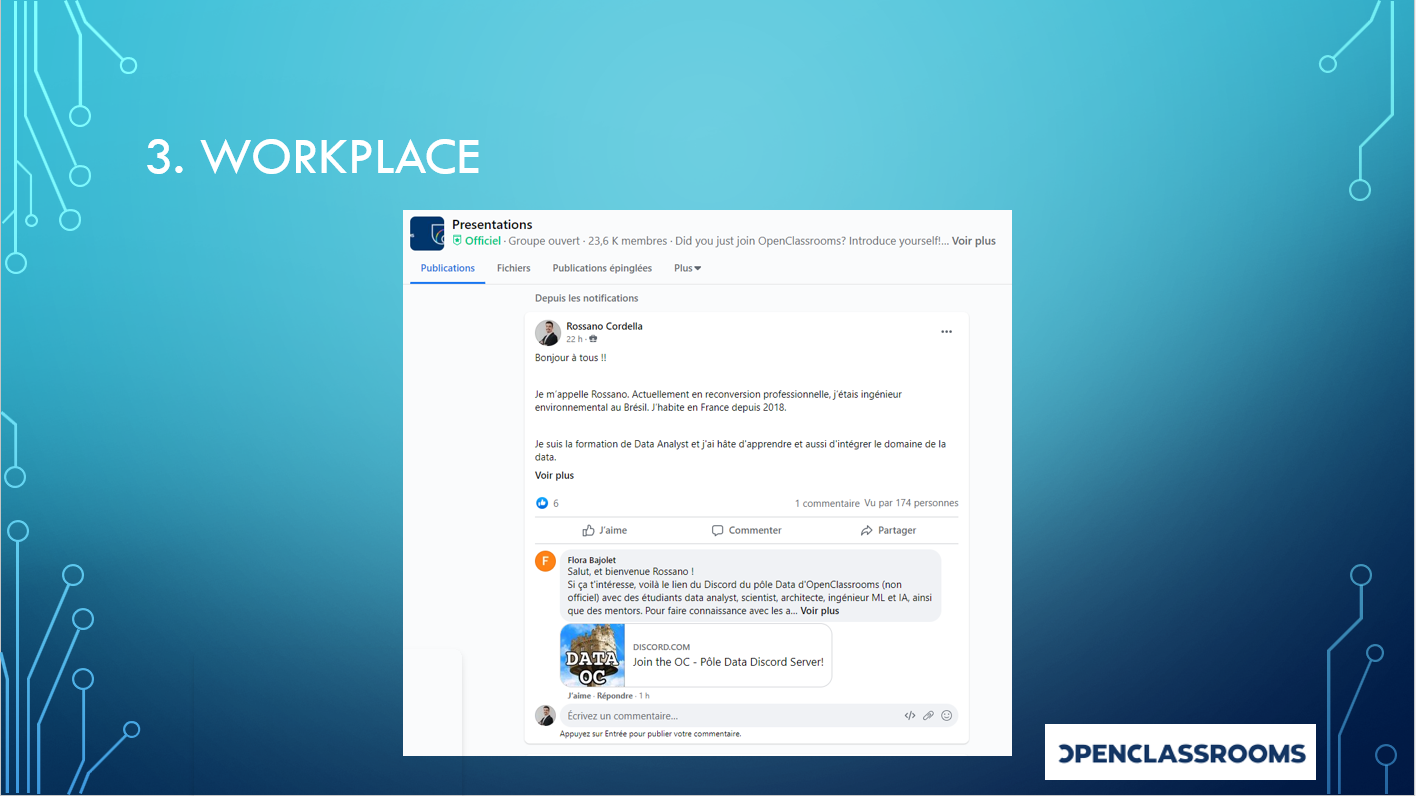 3. WORKPLACE
Presentations
Officiel · Groupe ouvert · 23,6 K membres · Did you just join OpenClassrooms? Introduce yourself!... Voir plus
Publications Fichiers Publications épinglées Plus
Depuis les notifications
Rossano Cordella
22 h ·
Bonjour à tous !!
Je m'appelle Rossano. Actuellement en reconversion professionnelle, j'étais ingénieur
environnemental au Brésil. J'habite en France depuis 2018.
Je suis la formation de Data Analyst et j'ai hâte d'apprendre et aussi d'intégrer le domaine de la
data.
Voir plus
6 1 commentaire Vu par 174 personnes
J'aime Commenter Partager
F
Flora Bajolet
Salut, et bienvenue Rossano !
Si ça t'intéresse, voilà le lien du Discord du pôle Data d'OpenClassrooms (non
officiel) avec des étudiants data analyst, scientist, architecte, ingénieur ML et IA, ainsi
que des mentors. Pour faire connaissance avec les a... Voir plus
DATA
OC
DISCORD.COM
Join the OC - Pôle Data Discord Server!
J'aime · Répondre · 1 h
Écrivez un commentaire...
Appuyez sur Entrée pour publier votre commentaire.
OPENCLASSROOMS